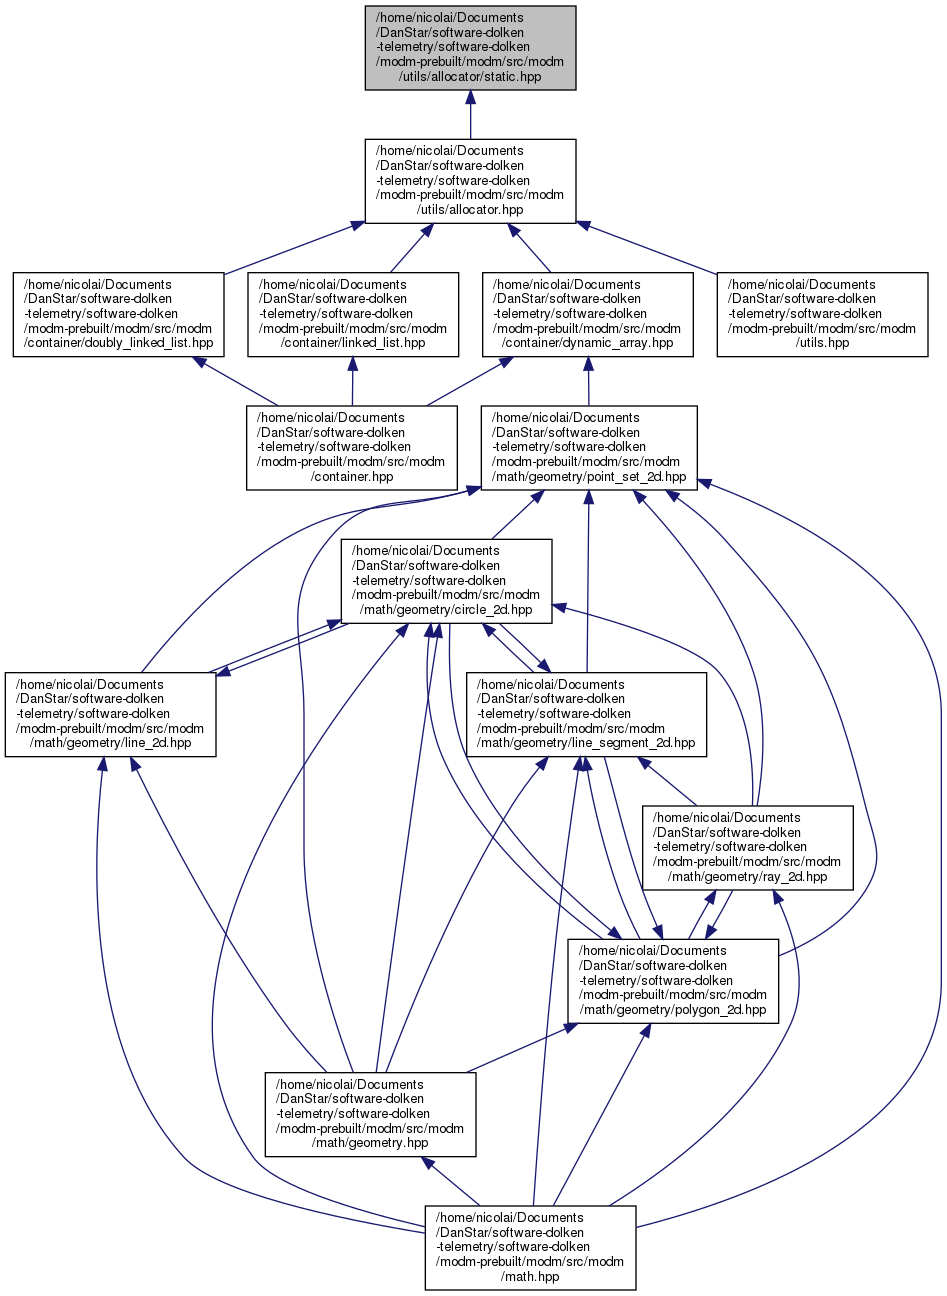 /home/nicolai/Documents
/DanStar/software-dolken
-telemetry/software-dolken
/modm-prebuilt/modm/src/modm
/utils/allocator/static.hpp
/home/nicolai/Documents
/DanStar/software-dolken
-telemetry/software-dolken
/modm-prebuilt/modm/src/modm
/utils/allocator.hpp
/home/nicolai/Documents
/DanStar/software-dolken
-telemetry/software-dolken
/modm-prebuilt/modm/src/modm
/container/doubly_linked_list.hpp
/home/nicolai/Documents
/DanStar/software-dolken
-telemetry/software-dolken
/modm-prebuilt/modm/src/modm
/container/linked_list.hpp
/home/nicolai/Documents
/DanStar/software-dolken
-telemetry/software-dolken
/modm-prebuilt/modm/src/modm
/container/dynamic_array.hpp
/home/nicolai/Documents
/DanStar/software-dolken
-telemetry/software-dolken
/modm-prebuilt/modm/src/modm
/utils.hpp
/home/nicolai/Documents
/DanStar/software-dolken
-telemetry/software-dolken
/modm-prebuilt/modm/src/modm
/container.hpp
/home/nicolai/Documents
/DanStar/software-dolken
-telemetry/software-dolken
/modm-prebuilt/modm/src/modm
/math/geometry/point_set_2d.hpp
/home/nicolai/Documents
/DanStar/software-dolken
-telemetry/software-dolken
/modm-prebuilt/modm/src/modm
/math/geometry/circle_2d.hpp
/home/nicolai/Documents
/DanStar/software-dolken
-telemetry/software-dolken
/modm-prebuilt/modm/src/modm
/math/geometry/line_2d.hpp
/home/nicolai/Documents
/DanStar/software-dolken
-telemetry/software-dolken
/modm-prebuilt/modm/src/modm
/math/geometry/line_segment_2d.hpp
/home/nicolai/Documents
/DanStar/software-dolken
-telemetry/software-dolken
/modm-prebuilt/modm/src/modm
/math/geometry/ray_2d.hpp
/home/nicolai/Documents
/DanStar/software-dolken
-telemetry/software-dolken
/modm-prebuilt/modm/src/modm
/math/geometry/polygon_2d.hpp
/home/nicolai/Documents
/DanStar/software-dolken
-telemetry/software-dolken
/modm-prebuilt/modm/src/modm
/math/geometry.hpp
/home/nicolai/Documents
/DanStar/software-dolken
-telemetry/software-dolken
/modm-prebuilt/modm/src/modm
/math.hpp